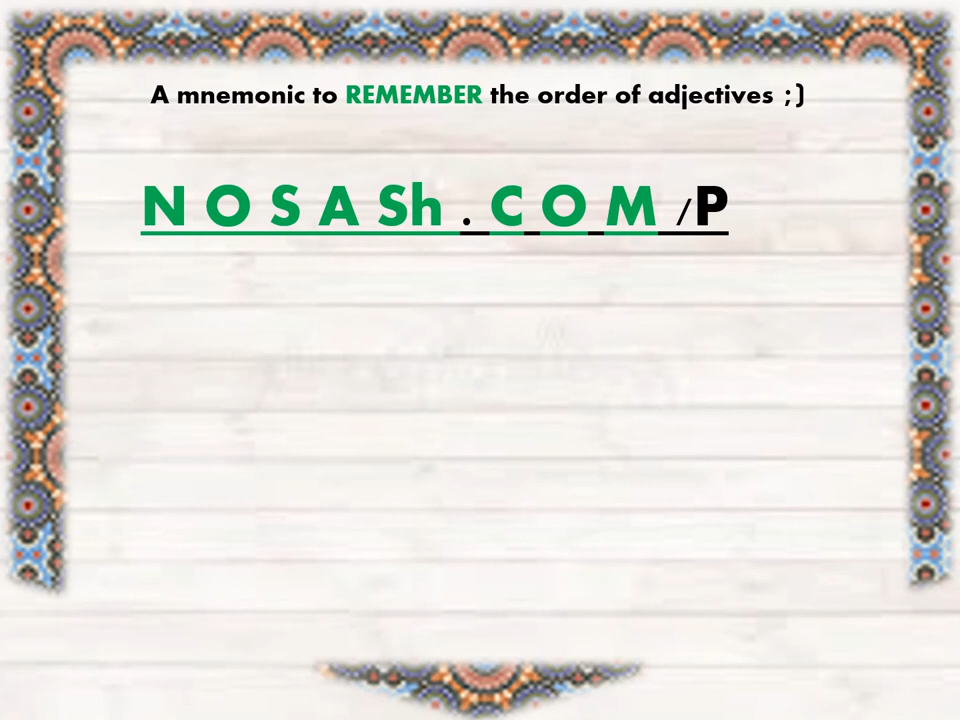 A mnemonic to REMEMBER the order of adjectives ;)
N O S A Sh . C O M /P